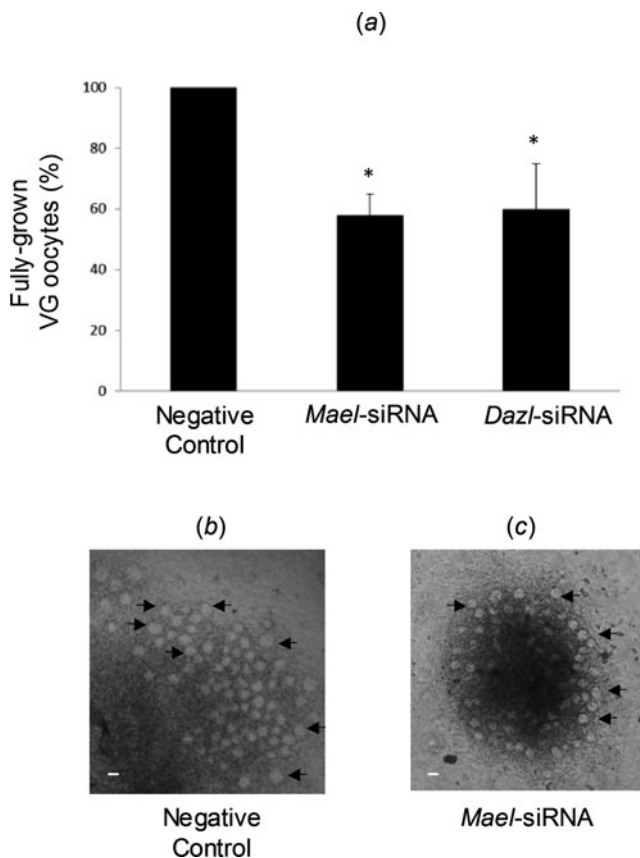 (a)
Fully-grown
VG oocytes (%)
100
80
60
40
20
0
*
*
Negative
Control
Mael-siRNA
Dazl-siRNA
(b)
(c)
Negative
Control
Mael-siRNA